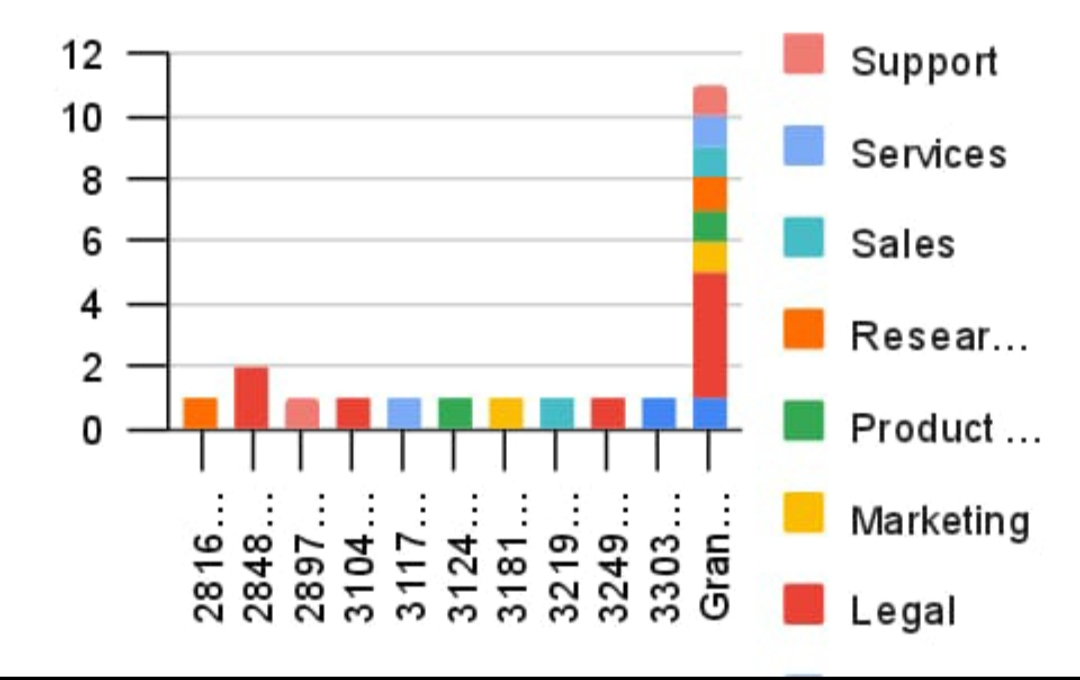 12
10
8
6
4
2
0
2816...
2848...
2897...
3104...
3117...
3124...
3181...
3219...
3249...
3303...
Gran...
Support
Services
Sales
Resear...
Product ...
Marketing
Legal